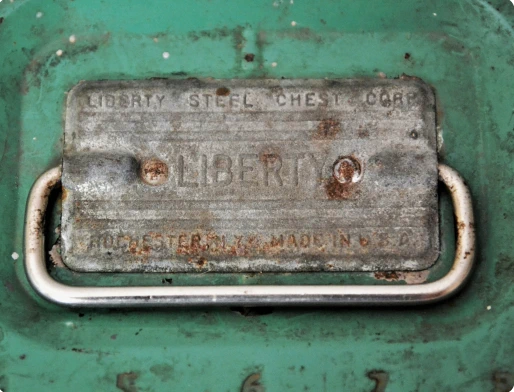 LIBERTY STEEL CHEST CORP.
LIBERTY
ROCHESTER, N.Y. MADE IN U.S.A.